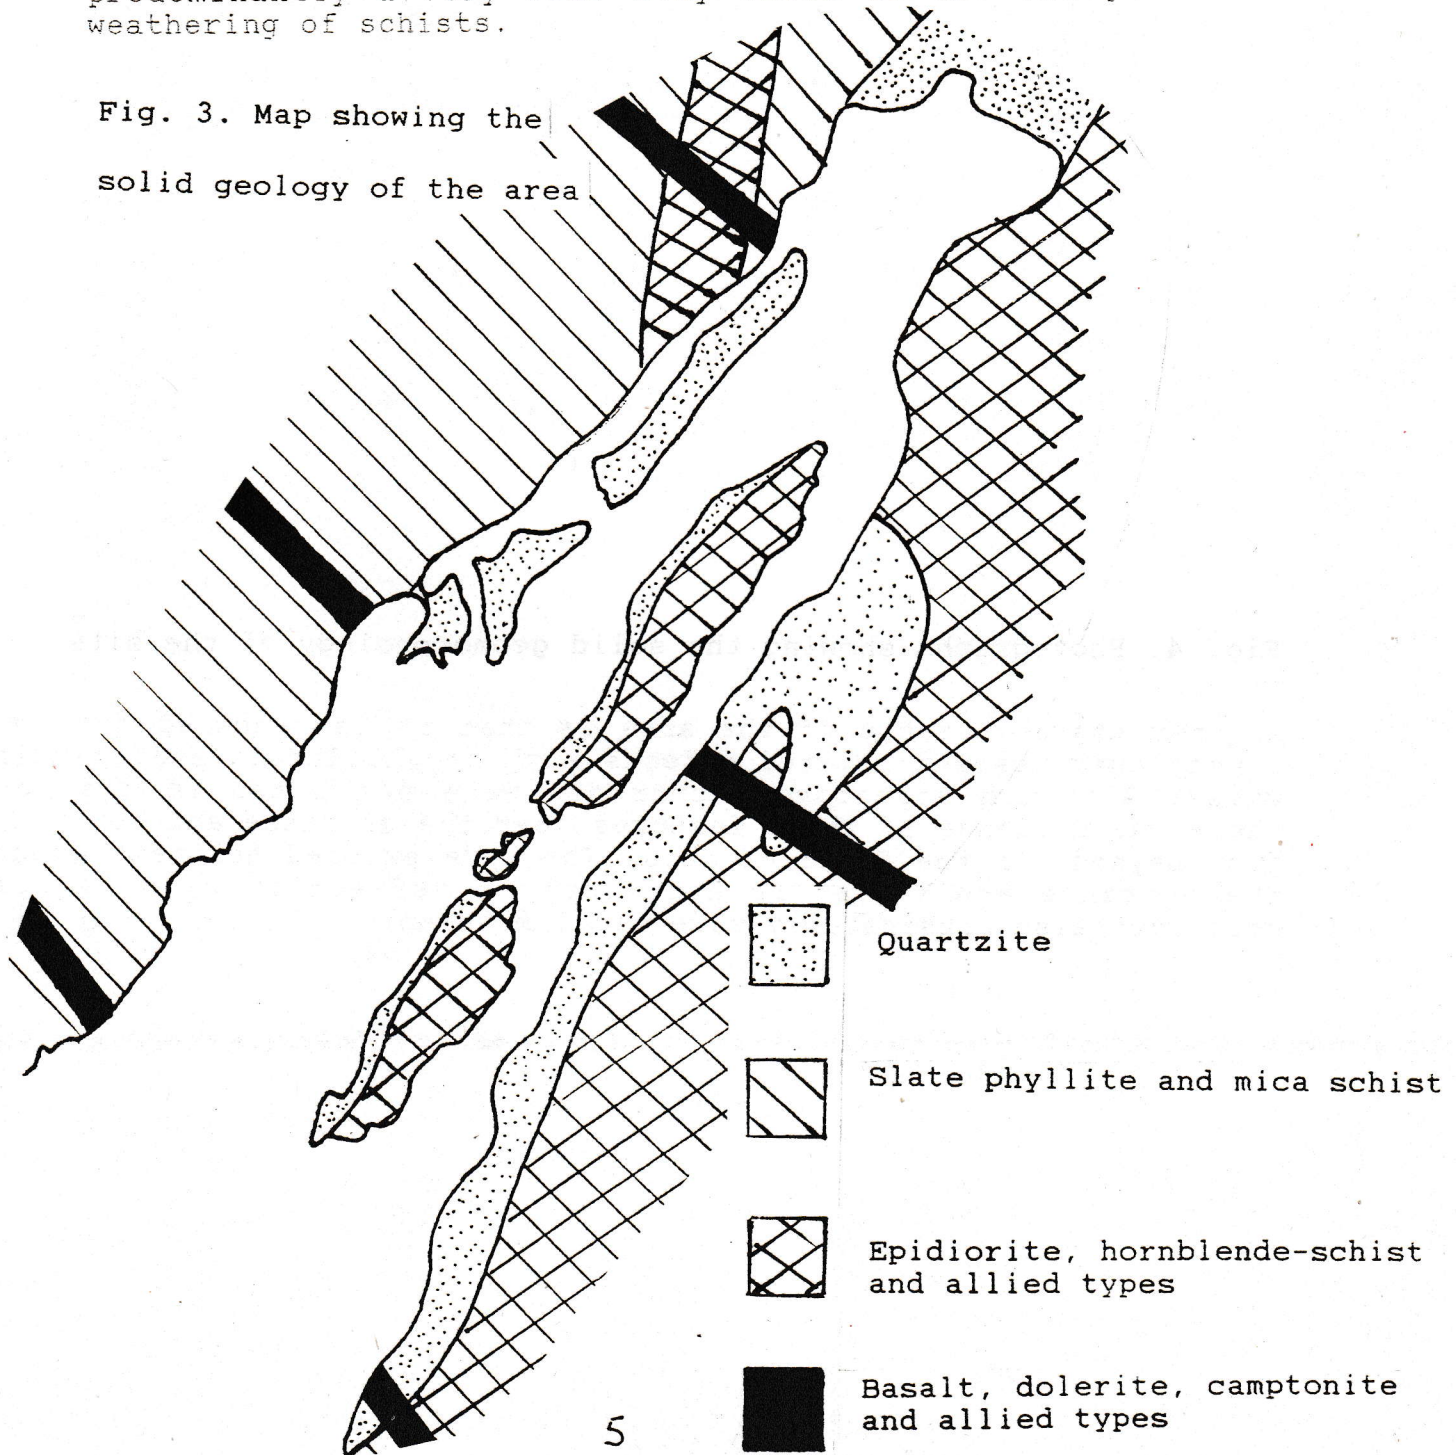 weathering of schists.
Fig. 3. Map showing the
solid geology of the area
Quartzite
Slate phyllite and mica schist
Epidiorite, hornblende-schist
and allied types
Basalt, dolerite, camptonite
and allied types
5